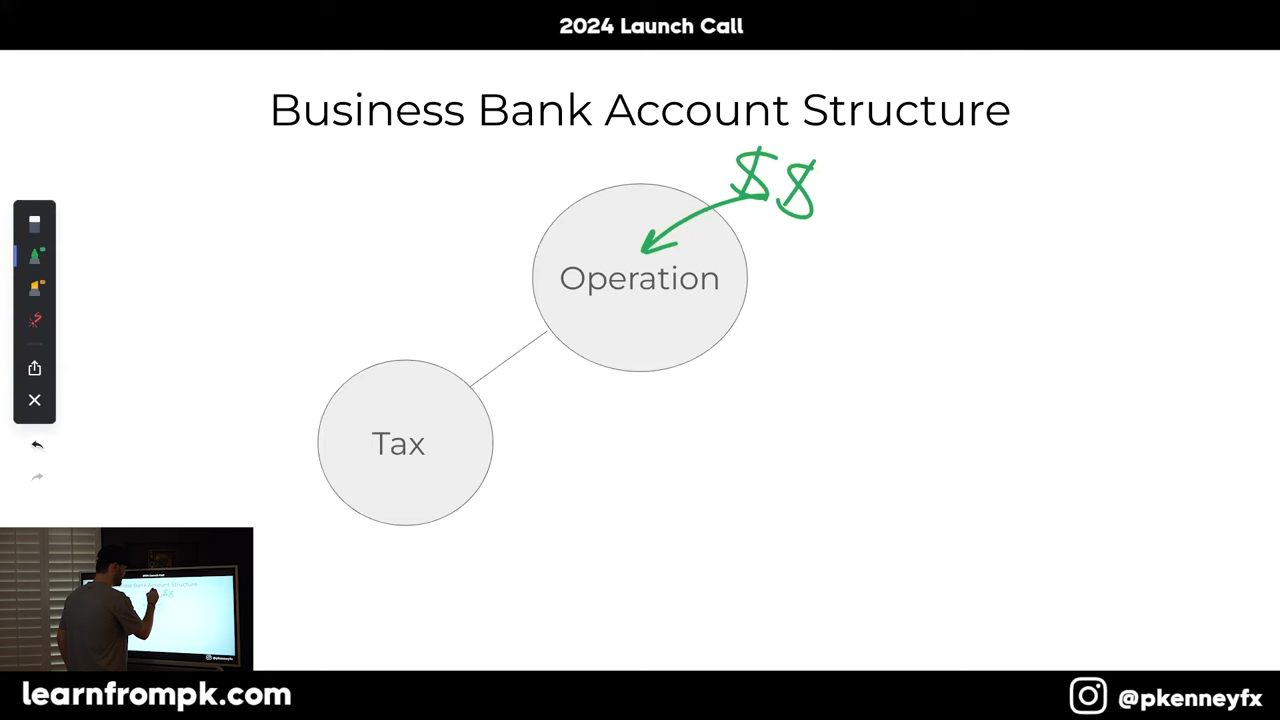 2024 Launch Call
Business Bank Account Structure
$$
Operation
Tax
learnfrompk.com
@pkenneyfx